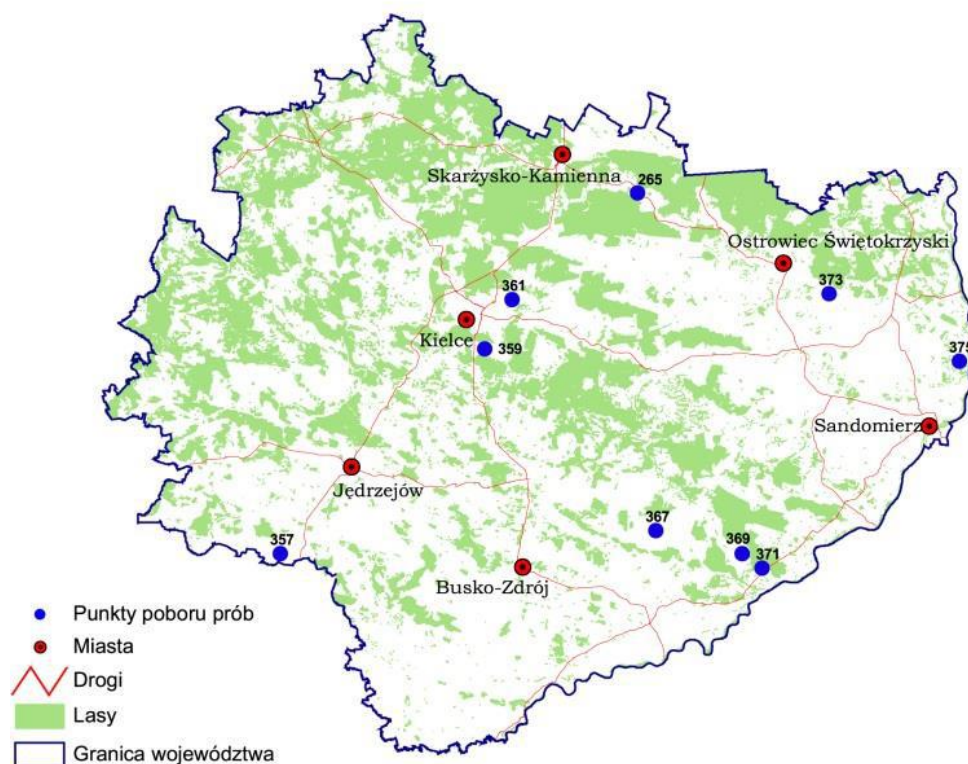 Skarżysko-Kamienna
265
Ostrowiec Świętokrzyski
373
361
Kielce
359
375
Sandomierz
Jędrzejów
367
357
369
371
Busko-Zdrój
Punkty poboru prób
Miasta
Drogi
Lasy
Granica województwa